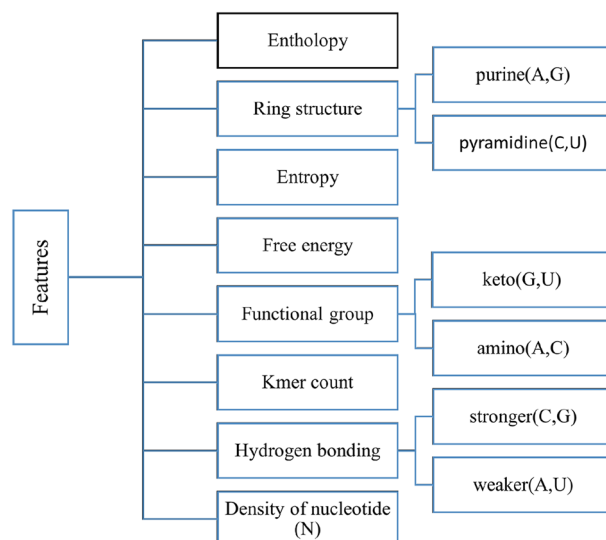 Features
Entholopy
Ring structure
purine(A,G)
pyramidine(C,U)
Entropy
Free energy
Functional group
keto(G,U)
amino(A,C)
Kmer count
Hydrogen bonding
stronger(C,G)
weaker(A,U)
Density of nucleotide
(N)